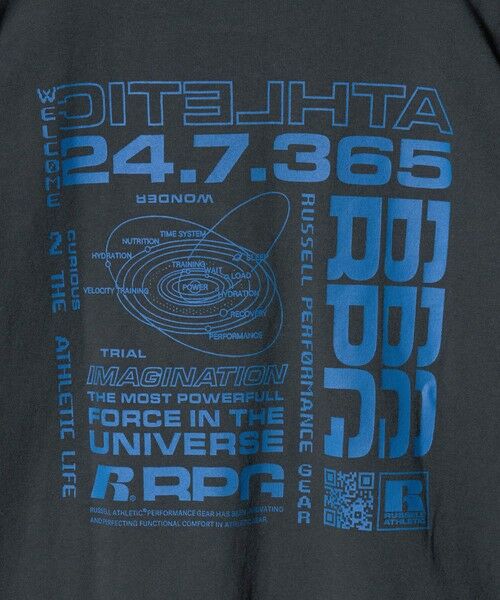 ATHLETIC
24.7.365
WELCOME 2 THE ATHLETIC LIFE
CURIOUS
WONDER
RUSSELL PERFORMANCE GEAR
RPG
RPG
TIME SYSTEM
NUTRITION
HYDRATION
SLEEP
TRAINING
WAIT
LOAD
POWER
VELOCITY TRAINING
HYDRATION
RECOVERY
PERFORMANCE
TRIAL
IMAGINATION
THE MOST POWERFULL
FORCE IN THE
UNIVERSE
R® RPG
RUSSELL ATHLETIC® PERFORMANCE GEAR HAS BEEN INNOVATING
AND PERFECTING FUNCTIONAL COMFORT IN ATHLETIC WEAR.
R
RUSSELL
ATHLETIC